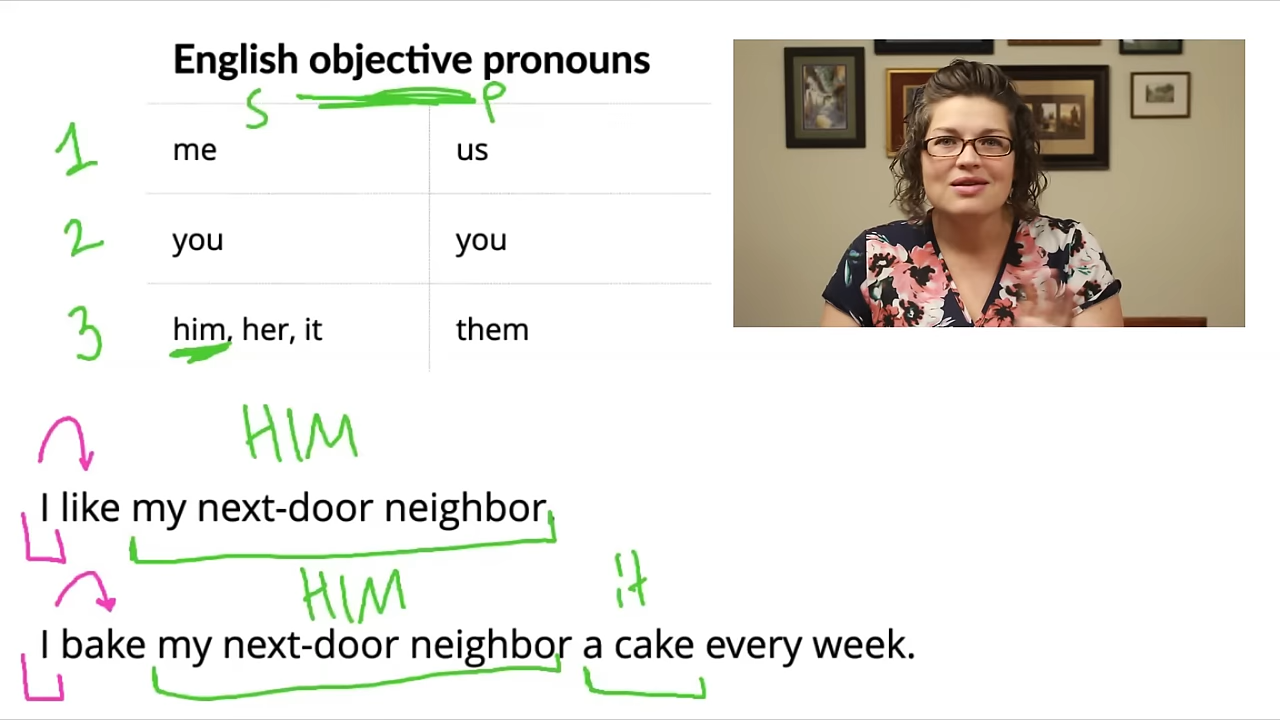 English objective pronouns
S P
1 me us
2 you you
3 him, her, it them
HIM
I like my next-door neighbor.
HIM it
I bake my next-door neighbor a cake every week.